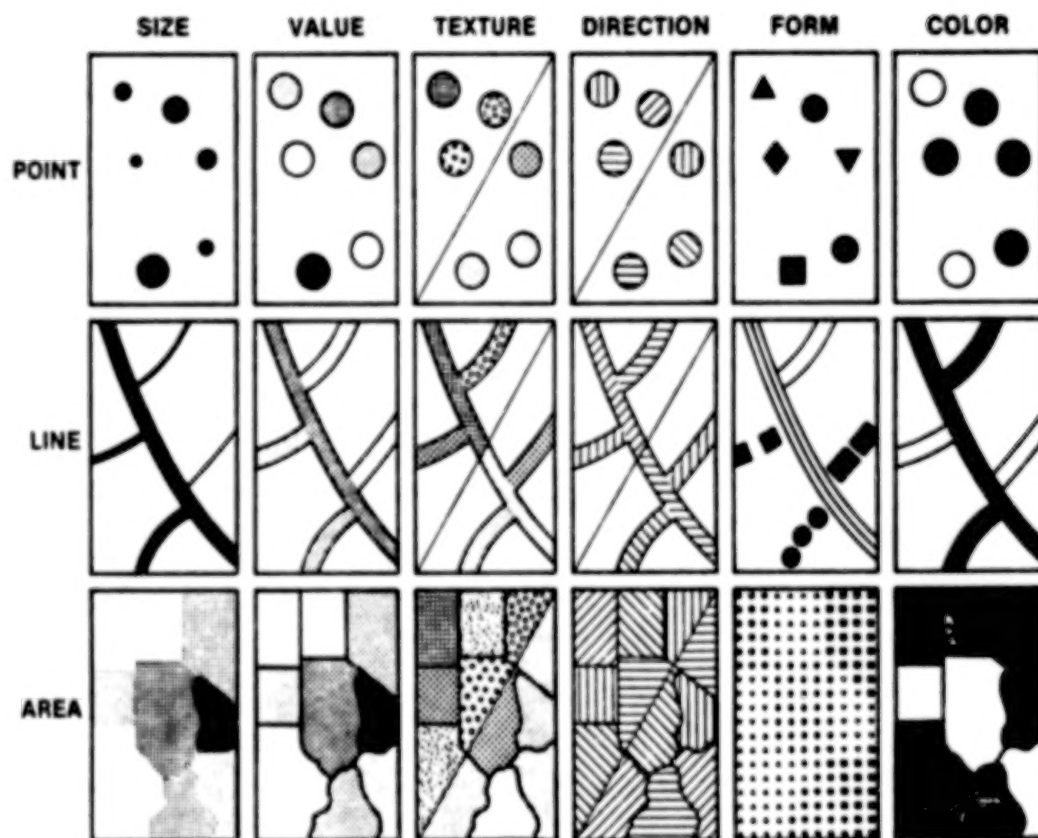 SIZE VALUE TEXTURE DIRECTION FORM COLOR
POINT
LINE
AREA